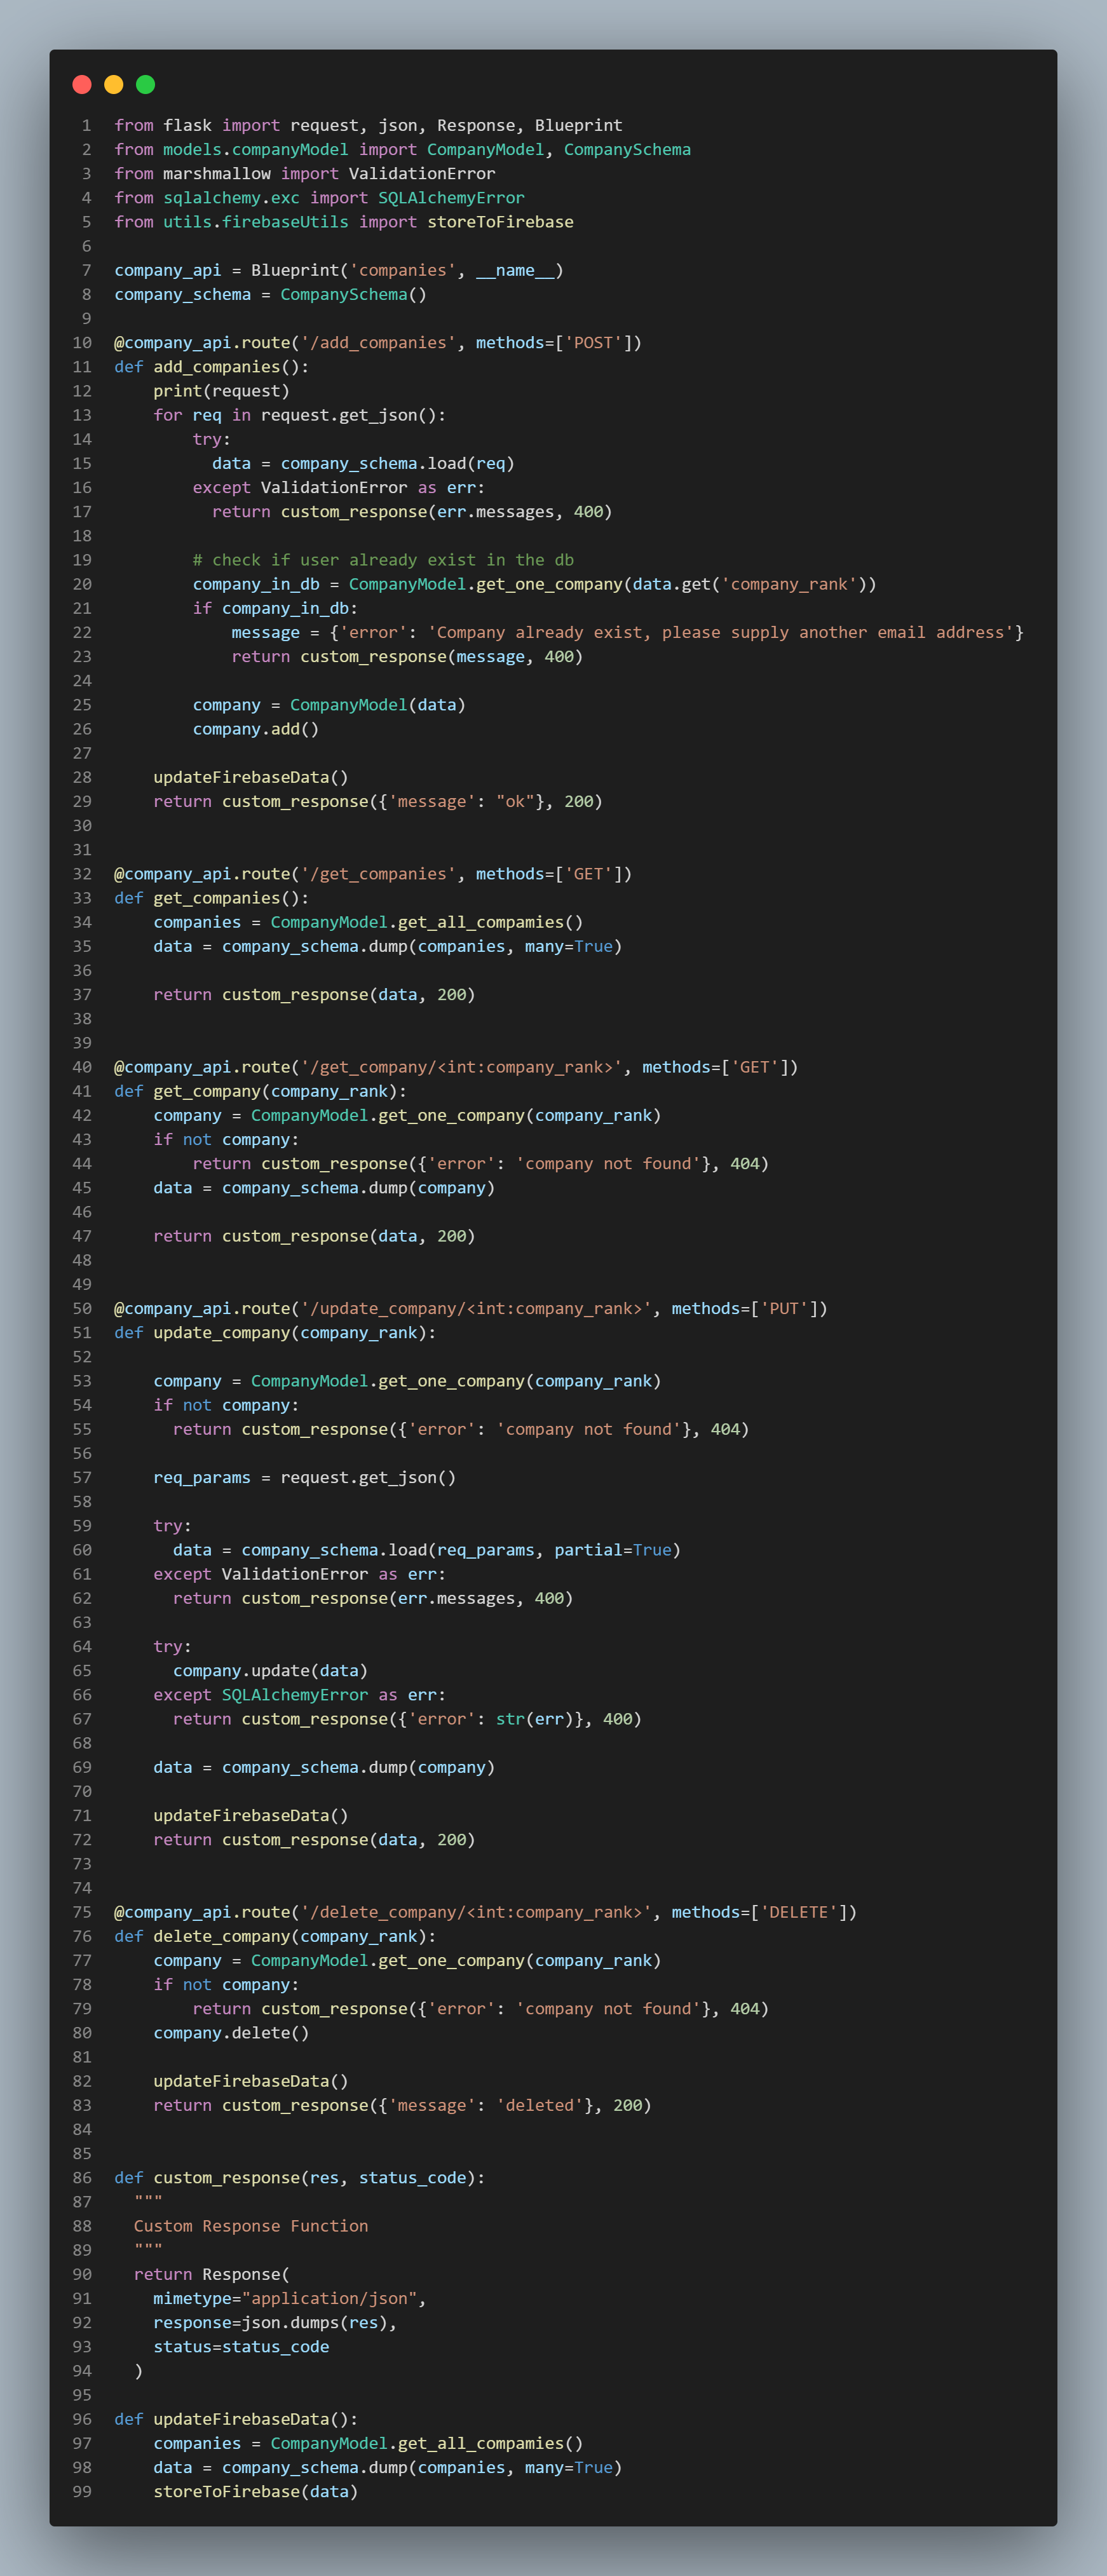 1 from flask import request, json, Response, Blueprint
2 from models.companyModel import CompanyModel, CompanySchema
3 from marshmallow import ValidationError
4 from sqlalchemy.exc import SQLAlchemyError
5 from utils.firebaseUtils import storeToFirebase
6
7 company_api = Blueprint('companies', __name__)
8 company_schema = CompanySchema()
9
10 @company_api.route('/add_companies', methods=['POST'])
11 def add_companies():
12     print(request)
13     for req in request.get_json():
14         try:
15           data = company_schema.load(req)
16         except ValidationError as err:
17           return custom_response(err.messages, 400)
18
19         # check if user already exist in the db
20         company_in_db = CompanyModel.get_one_company(data.get('company_rank'))
21         if company_in_db:
22             message = {'error': 'Company already exist, please supply another email address'}
23             return custom_response(message, 400)
24
25         company = CompanyModel(data)
26         company.add()
27
28     updateFirebaseData()
29     return custom_response({'message': "ok"}, 200)
30
31
32 @company_api.route('/get_companies', methods=['GET'])
33 def get_companies():
34     companies = CompanyModel.get_all_compamies()
35     data = company_schema.dump(companies, many=True)
36
37     return custom_response(data, 200)
38
39
40 @company_api.route('/get_company/<int:company_rank>', methods=['GET'])
41 def get_company(company_rank):
42     company = CompanyModel.get_one_company(company_rank)
43     if not company:
44         return custom_response({'error': 'company not found'}, 404)
45     data = company_schema.dump(company)
46
47     return custom_response(data, 200)
48
49
50 @company_api.route('/update_company/<int:company_rank>', methods=['PUT'])
51 def update_company(company_rank):
52
53     company = CompanyModel.get_one_company(company_rank)
54     if not company:
55       return custom_response({'error': 'company not found'}, 404)
56
57     req_params = request.get_json()
58
59     try:
60       data = company_schema.load(req_params, partial=True)
61     except ValidationError as err:
62       return custom_response(err.messages, 400)
63
64     try:
65       company.update(data)
66     except SQLAlchemyError as err:
67       return custom_response({'error': str(err)}, 400)
68
69     data = company_schema.dump(company)
70
71     updateFirebaseData()
72     return custom_response(data, 200)
73
74
75 @company_api.route('/delete_company/<int:company_rank>', methods=['DELETE'])
76 def delete_company(company_rank):
77     company = CompanyModel.get_one_company(company_rank)
78     if not company:
79         return custom_response({'error': 'company not found'}, 404)
80     company.delete()
81
82     updateFirebaseData()
83     return custom_response({'message': 'deleted'}, 200)
84
85
86 def custom_response(res, status_code):
87   """
88   Custom Response Function
89   """
90   return Response(
91     mimetype="application/json",
92     response=json.dumps(res),
93     status=status_code
94   )
95
96 def updateFirebaseData():
97     companies = CompanyModel.get_all_compamies()
98     data = company_schema.dump(companies, many=True)
99     storeToFirebase(data)